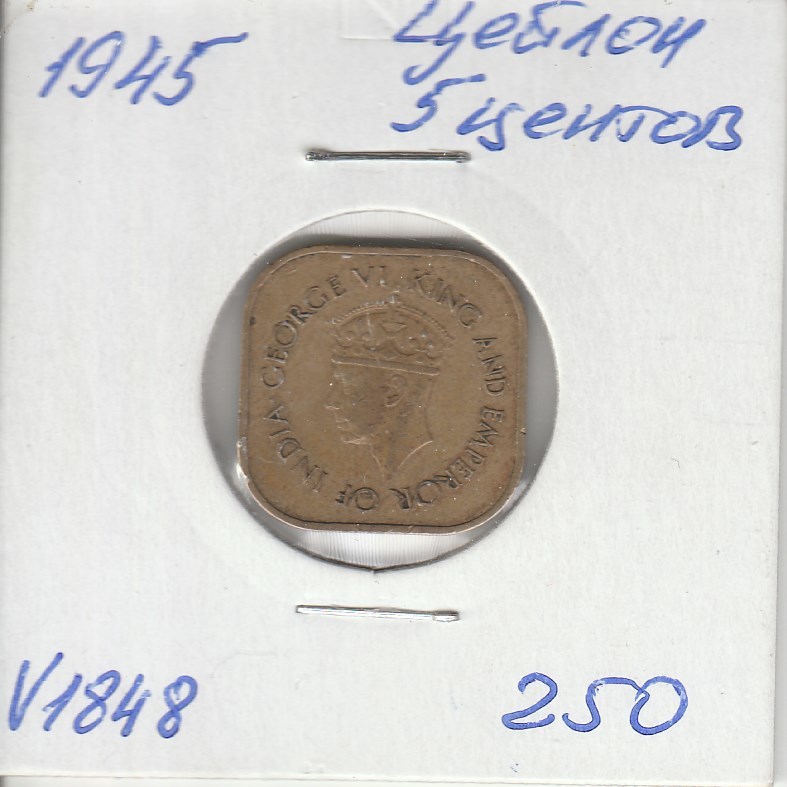 1945
Цейлон
5 центов
GEORGE VI KING AND EMPEROR OF INDIA
V1848
250